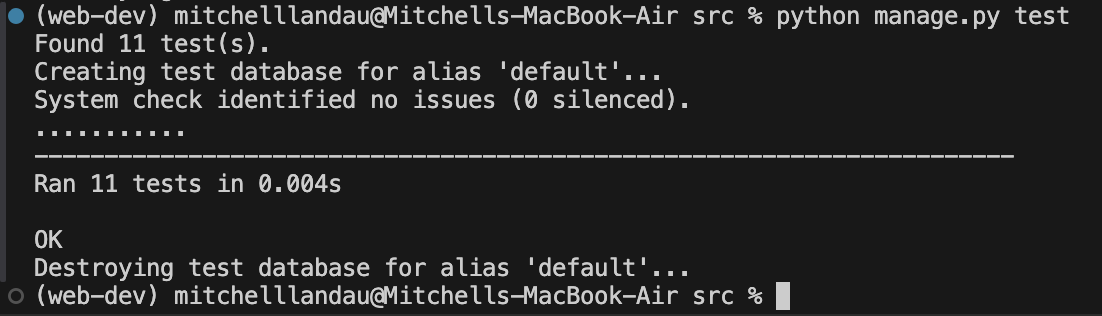 (web-dev) mitchelllandau@Mitchells-MacBook-Air src % python manage.py test
Found 11 test(s).
Creating test database for alias 'default'...
System check identified no issues (0 silenced).
...........
----------------------------------------------------------------------
Ran 11 tests in 0.004s
OK
Destroying test database for alias 'default'...
(web-dev) mitchelllandau@Mitchells-MacBook-Air src %